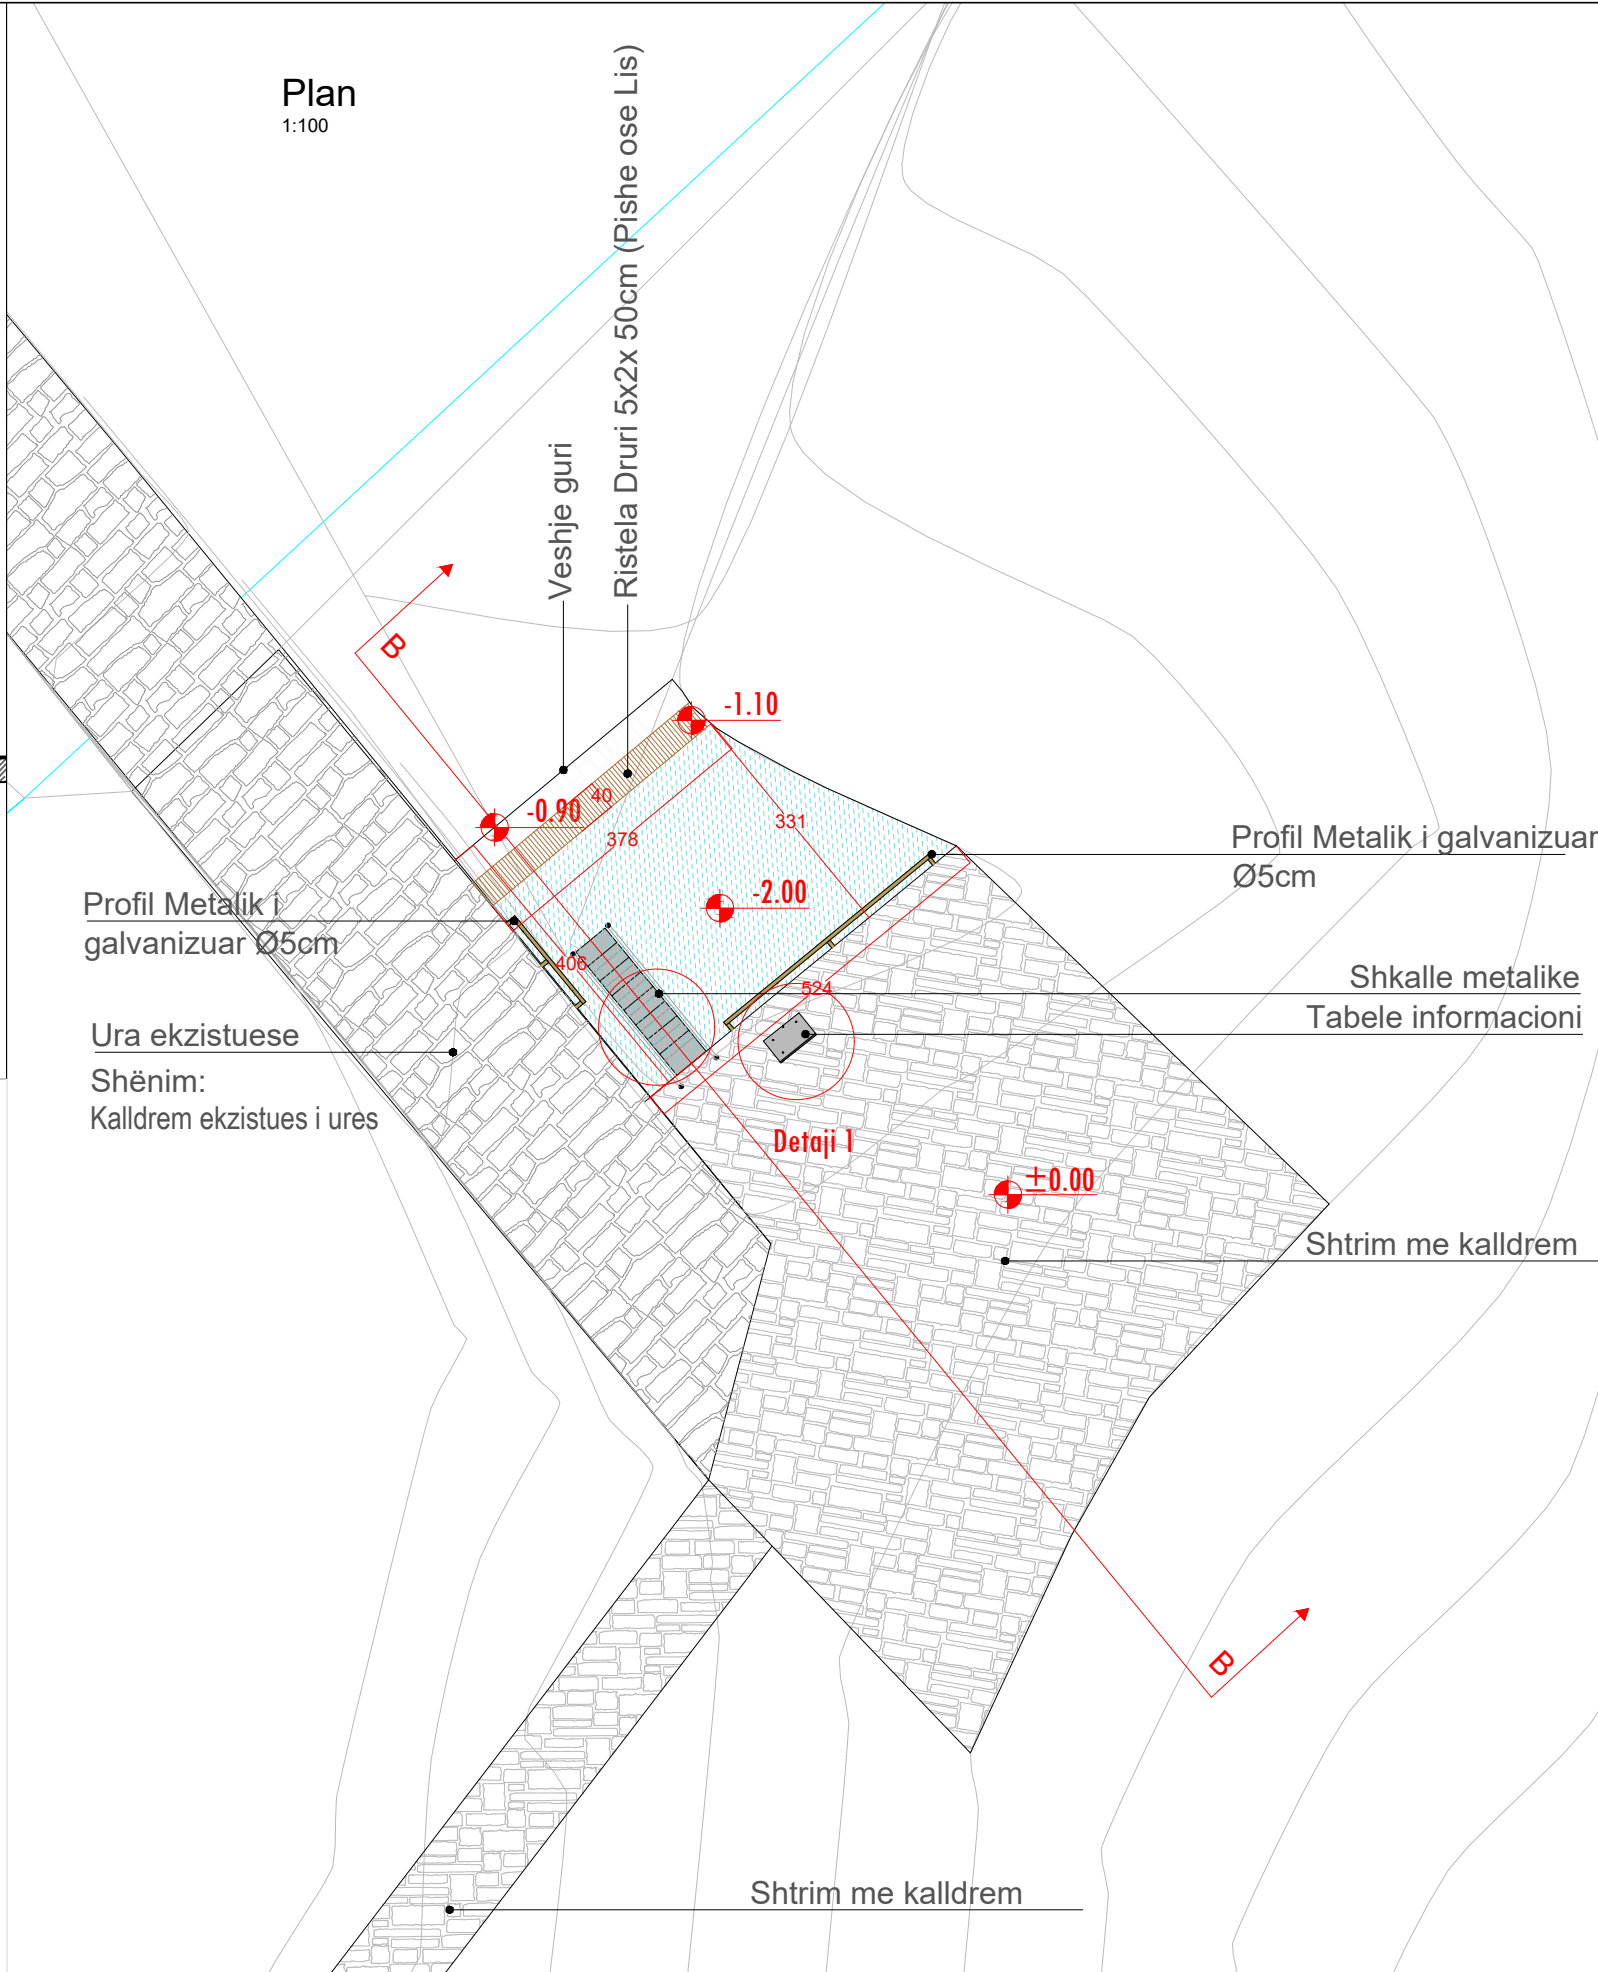 Plan
1:100
Veshje guri
Ristela Druri 5x2x 50cm (Pishe ose Lis)
B
-1.10
-0.90
40
378
331
-2.00
Profil Metalik i galvanizuar
Ø5cm
Profil Metalik i
galvanizuar Ø5cm
406
524
Shkalle metalike
Tabele informacioni
Ura ekzistuese
Shënim:
Kalldrem ekzistues i ures
Detaji 1
±0.00
Shtrim me kalldrem
B
Shtrim me kalldrem